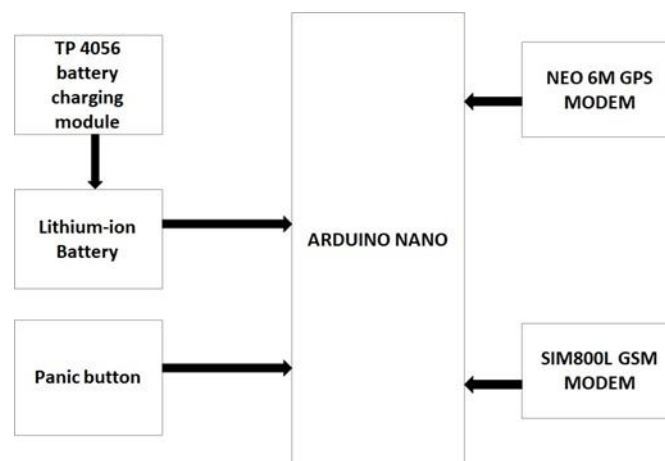 TP 4056
battery
charging
module
Lithium-ion
Battery
Panic button
ARDUINO NANO
NEO 6M GPS
MODEM
SIM800L GSM
MODEM